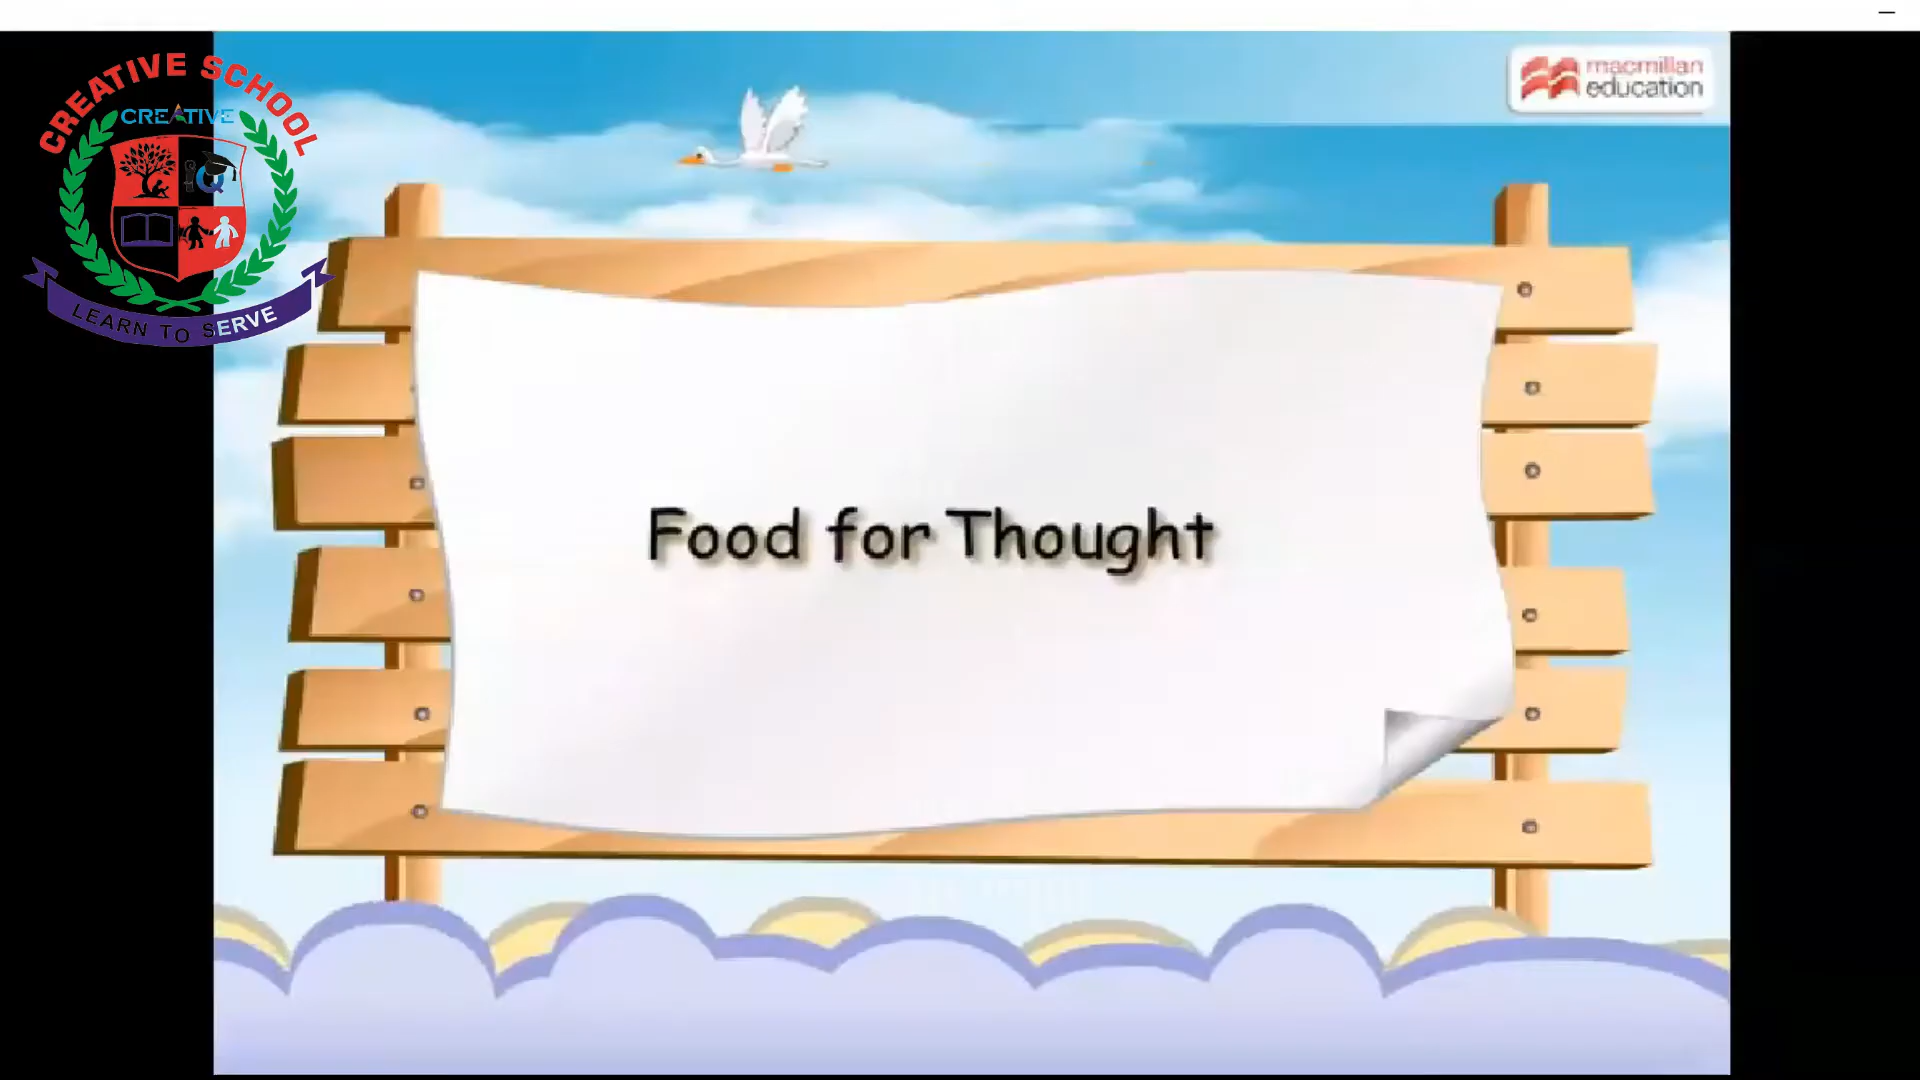 CREATIVE SCHOOL
CREATIVE
LEARN TO SERVE
macmillan
education
Food for Thought